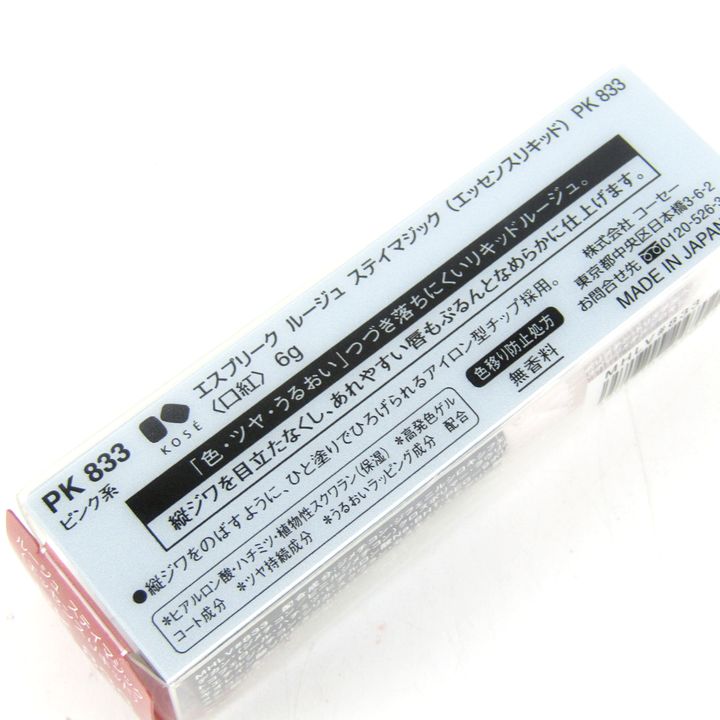 PK 833
ピンク系
KOSÉ
エスプリーク ルージュ ステイマジック (エッセンスリキッド) PK 833
〈口紅〉 6g
「色・ツヤ・うるおい」つづき落ちにくいリキッドルージュ。
縦ジワを目立たなくし、あれやすい唇もぷるんとなめらかに仕上げます。
●縦ジワをのばすように、ひと塗りでひろげられるアイロン型チップ採用。
*ヒアルロン酸・ハチミツ・植物性スクワラン(保湿) *高発色ゲル
コート成分 *ツヤ持続成分 *うるおいラッピング成分 配合
色移り防止処方
無香料
株式会社 コーセー
東京都中央区日本橋3-6-2
お問合せ先 0120-526-3
MADE IN JAPAN
ルージュ ステイマジック